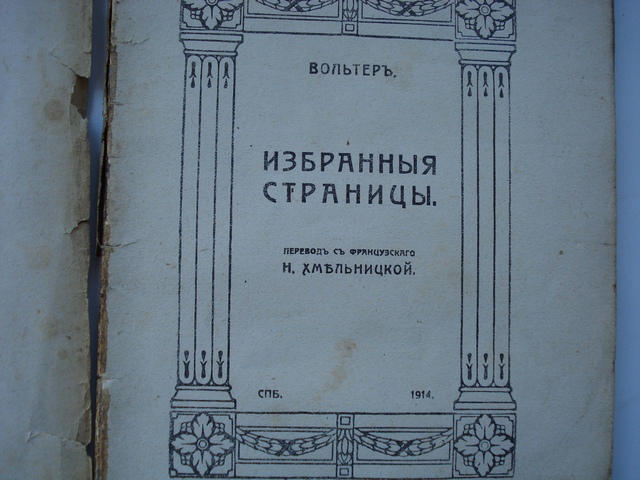 ВОЛЬТЕРЪ.
ИЗБРАННЫЯ
СТРАНИЦЫ.
ПЕРЕВОДЪ СЪ ФРАНЦУЗСКАГО
Н. ХМѢЛЬНИЦКОЙ.
СПБ. 1914.